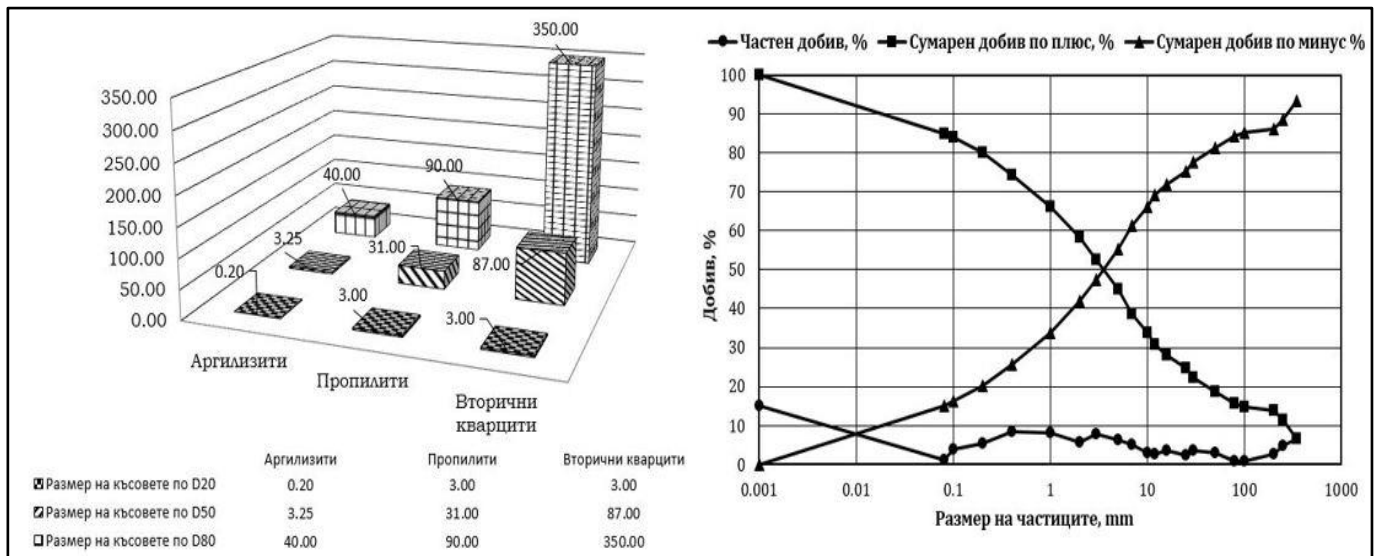 350.00
350.00
300.00
250.00
200.00
150.00
100.00
50.00
0.00
40.00
90.00
3.25
31.00
87.00
0.20
3.00
3.00
Аргилизити
Пропилити
Вторични
кварцити
Аргилизити Пропилити Вторични кварцити
Размер на късовете по D20 0.20 3.00 3.00
Размер на късовете по D50 3.25 31.00 87.00
Размер на късовете по D80 40.00 90.00 350.00
Частен добив, % Сумарен добив по плюс, % Сумарен добив по минус %
100
90
80
70
60
50
40
30
20
10
0
Добив, %
0.001 0.01 0.1 1 10 100 1000
Размер на частиците, mm